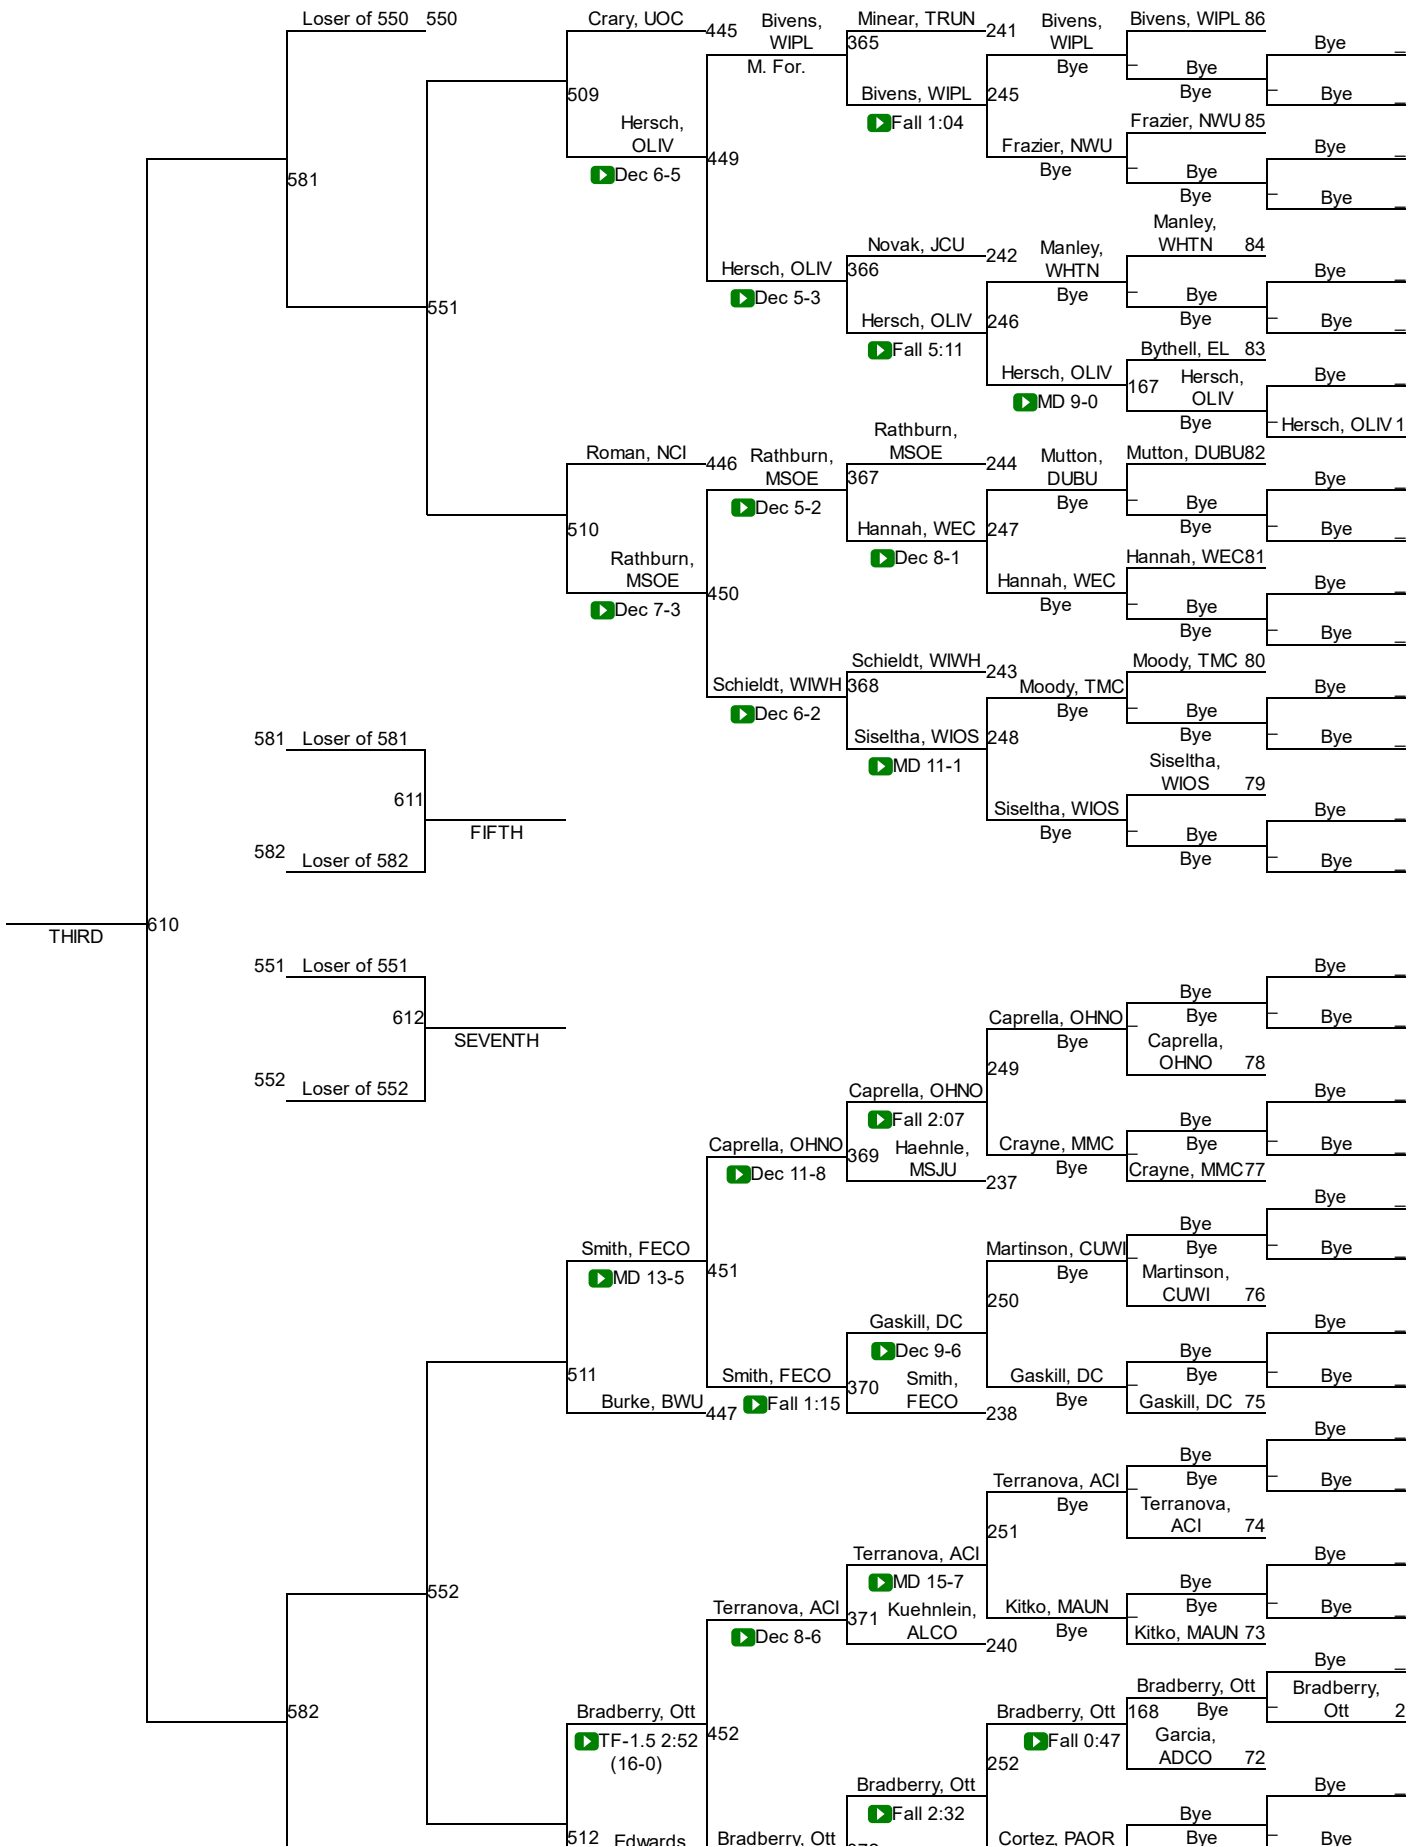 Loser of 550 550
Crary, UOC
445
Bivens,
WIPL
M. For.
Minear, TRUN
241
365
Bivens,
WIPL
Bye
Bivens, WIPL 86
Bye
Bye
Bye
Bye
509
Bivens, WIPL
245
Fall 1:04
Hersch,
OLIV
Dec 6-5
449
Frazier, NWU 85
Frazier, NWU
Bye
Bye
Bye
Bye
Bye
581
Novak, JCU
242
Hersch, OLIV
366
Dec 5-3
Manley,
WHTN
Bye
Manley,
WHTN 84
Bye
Bye
Bye
Bye
551
Hersch, OLIV
246
Fall 5:11
Bythell, EL 83
Hersch, OLIV
167
Hersch,
OLIV
MD 9-0
Bye
Bye
Hersch, OLIV 1
Roman, NCI
446
Rathburn,
MSOE
Dec 5-2
Rathburn,
MSOE
244
367
Mutton,
DUBU
Bye
Mutton, DUBU 82
Bye
Bye
Bye
Bye
510
Hannah, WEC
247
Dec 8-1
Rathburn,
MSOE
Dec 7-3
450
Hannah, WEC 81
Hannah, WEC
Bye
Bye
Bye
Bye
Bye
Schieldt, WIWH
243
Schieldt, WIWH
368
Dec 6-2
Moody, TMC
Bye
Moody, TMC 80
Bye
Bye
Bye
Bye
Siseltha, WIOS
248
MD 11-1
Siseltha,
WIOS 79
Siseltha, WIOS
Bye
Bye
Bye
Bye
Bye
581 Loser of 581
611
FIFTH
582 Loser of 582
610
THIRD
551 Loser of 551
612
SEVENTH
552 Loser of 552
Bye
Bye
Bye
Bye
Caprella, OHNO
Bye
Caprella,
OHNO 78
249
Caprella, OHNO
Fall 2:07
Bye
Bye
Bye
Bye
Caprella, OHNO
Dec 11-8
369
Haehnle,
MSJU
237
Crayne, MMC
Bye
Crayne, MMC 77
Bye
Bye
Bye
Bye
Smith, FECO
MD 13-5
451
Martinson, CUWI
Bye
Martinson,
CUWI 76
250
Gaskill, DC
Dec 9-6
Bye
Bye
Bye
Bye
511
Smith, FECO
Fall 1:15
370
Smith,
FECO
238
Gaskill, DC
Bye
Gaskill, DC 75
Burke, BWU
447
Bye
Bye
Bye
Bye
Terranova, ACI
Bye
Terranova,
ACI 74
251
Terranova, ACI
MD 15-7
Bye
Bye
Bye
Bye
552
Terranova, ACI
Dec 8-6
371
Kuehnlein,
ALCO
240
Kitko, MAUN
Bye
Kitko, MAUN 73
Bye
Bradberry, Ott
168
Bye
Bradberry,
Ott 2
582
Bradberry, Ott
TF-1.5 2:52
(16-0)
452
Bradberry, Ott
Fall 0:47
Garcia,
ADCO 72
252
Bradberry, Ott
Fall 2:32
Bye
Bye
Bye
Bye
512
Edwards
Bradberry, Ott
Cortez, PAOR